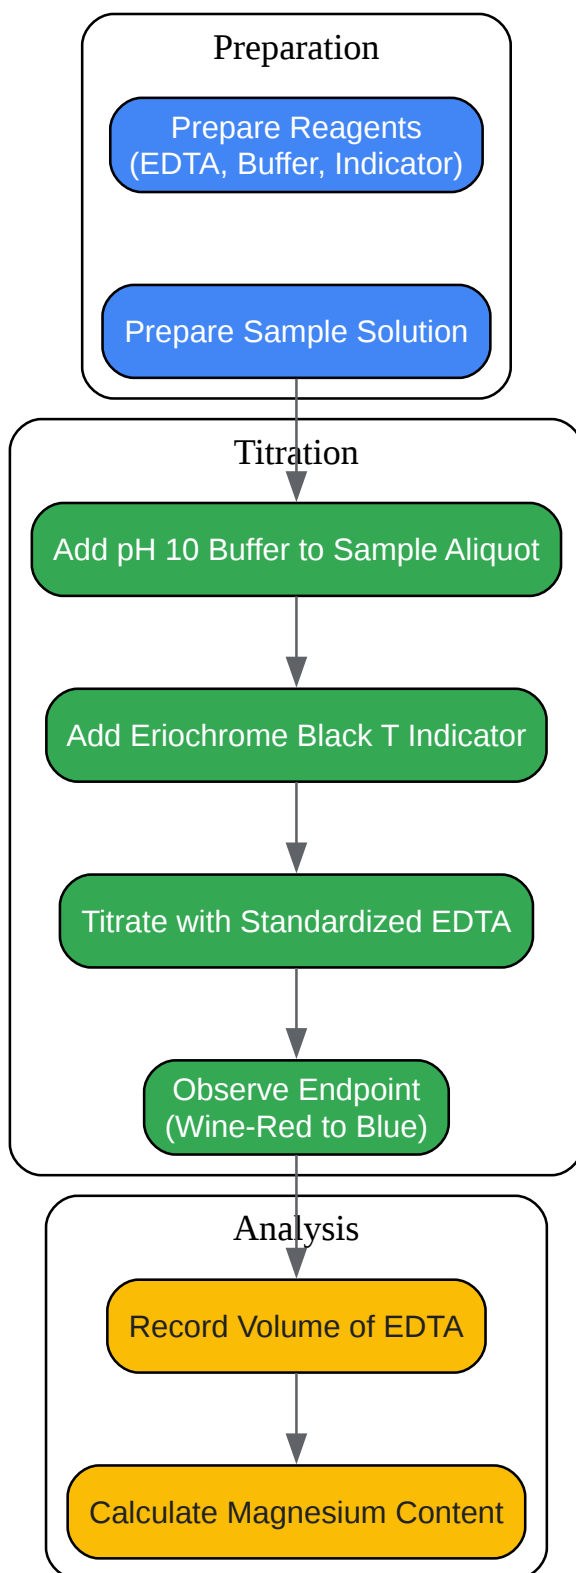 Preparation
Prepare Reagents
(EDTA, Buffer, Indicator)
Prepare Sample Solution
Titration
Add pH 10 Buffer to Sample Aliquot
Add Eriochrome Black T Indicator
Titrate with Standardized EDTA
Observe Endpoint
(Wine-Red to Blue)
Analysis
Record Volume of EDTA
Calculate Magnesium Content